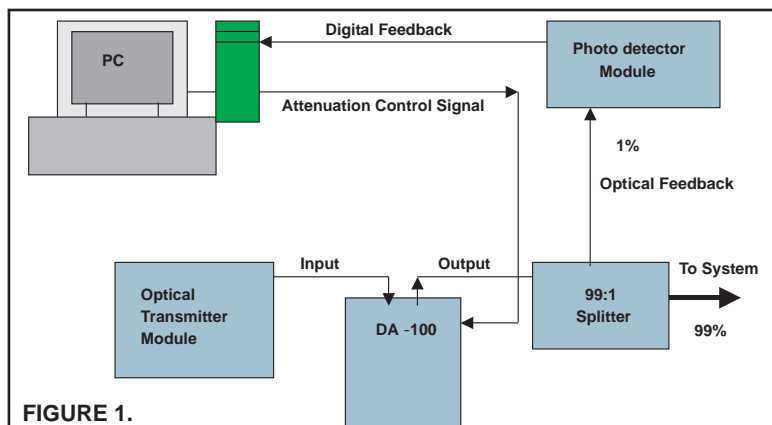 Digital Feedback
PC
Photo detector
Module
Attenuation Control Signal
1%
Optical Feedback
Input
Output
To System
Optical
Transmitter
Module
DA -100
99:1
Splitter
99%
FIGURE 1.